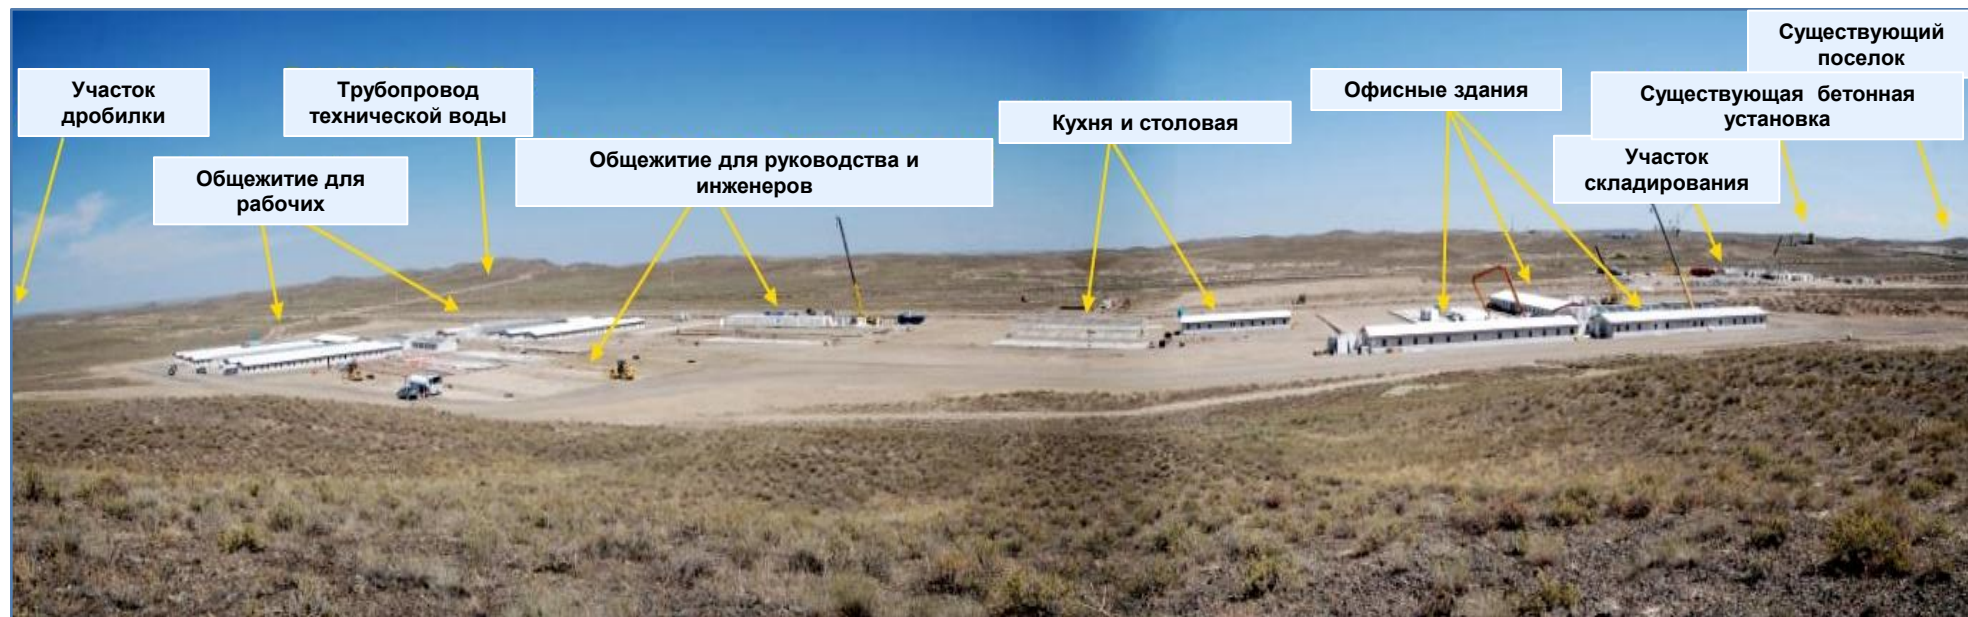 Участок
дробилки
Трубопровод
технической воды
Общежитие для
рабочих
Общежитие для руководства и
инженеров
Кухня и столовая
Офисные здания
Существующий
поселок
Существующая бетонная
установка
Участок
складирования